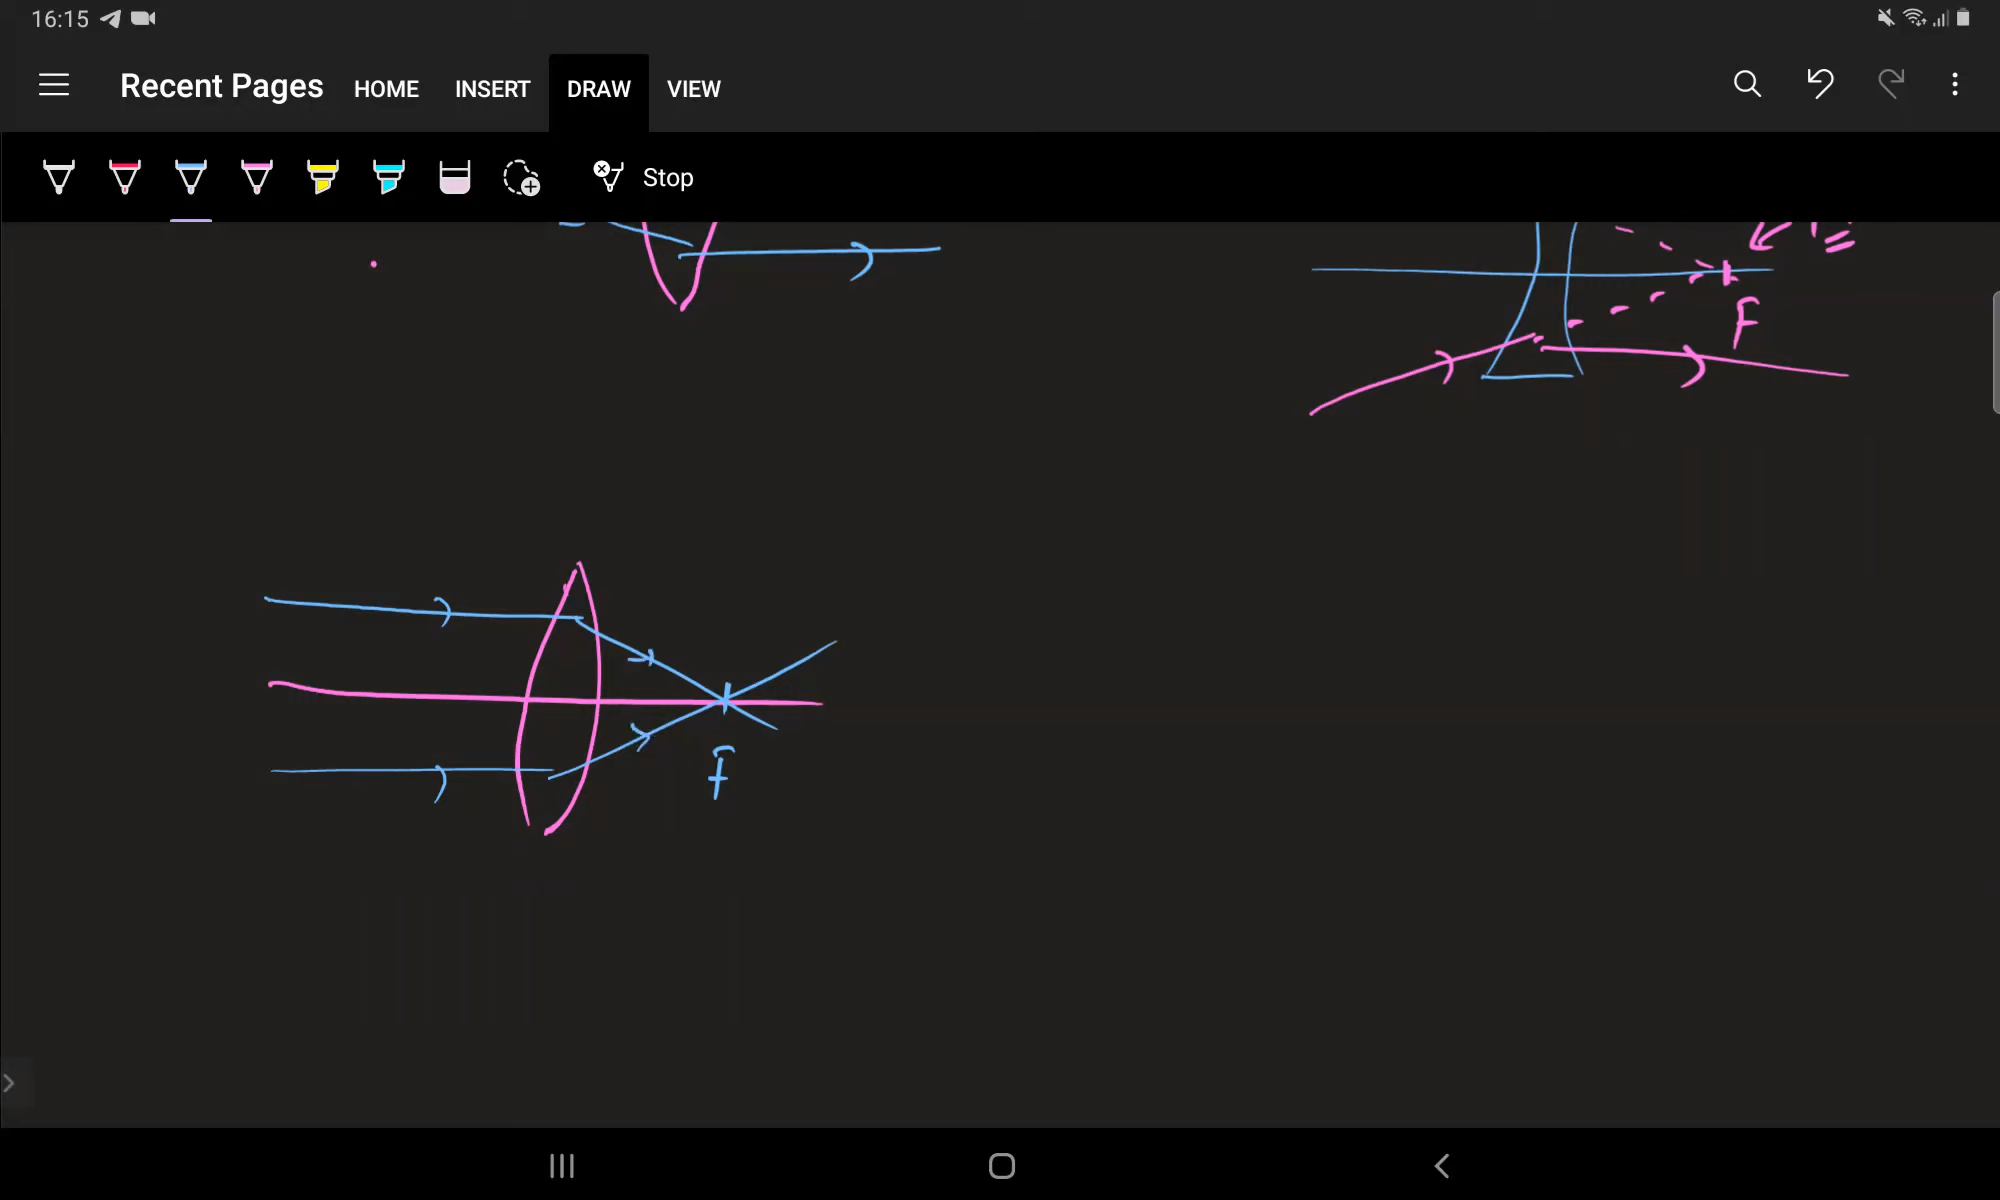 16:15
Recent Pages HOME INSERT DRAW VIEW
Stop
F
f